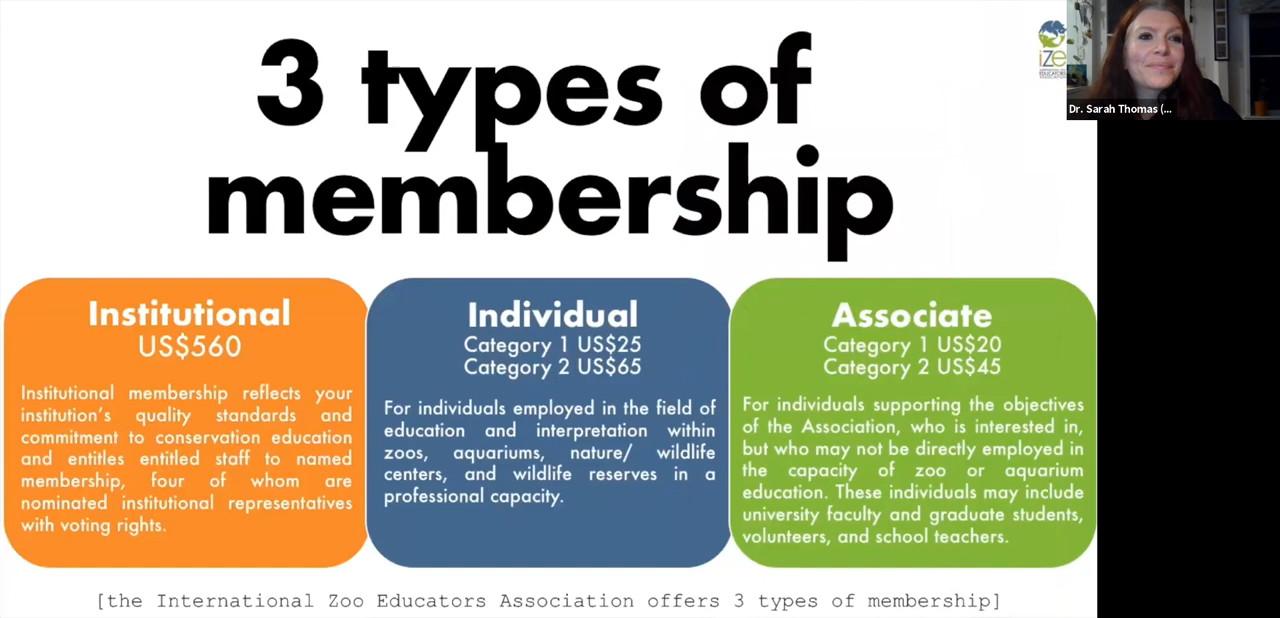 3 types of
membership
iZe
EDUCATORS
ASSOCIATION
Dr. Sarah Thomas (...
Institutional
US$560
Institutional membership reflects your
institution's quality standards and
commitment to conservation education
and entitles entitled staff to named
membership, four of whom are
nominated institutional representatives
with voting rights.
Individual
Category 1 US$25
Category 2 US$65
For individuals employed in the field of
education and interpretation within
zoos, aquariums, nature/ wildlife
centers, and wildlife reserves in a
professional capacity.
Associate
Category 1 US$20
Category 2 US$45
For individuals supporting the objectives
of the Association, who is interested in,
but who may not be directly employed in
the capacity of zoo or aquarium
education. These individuals may include
university faculty and graduate students,
volunteers, and school teachers.
[the International Zoo Educators Association offers 3 types of membership]